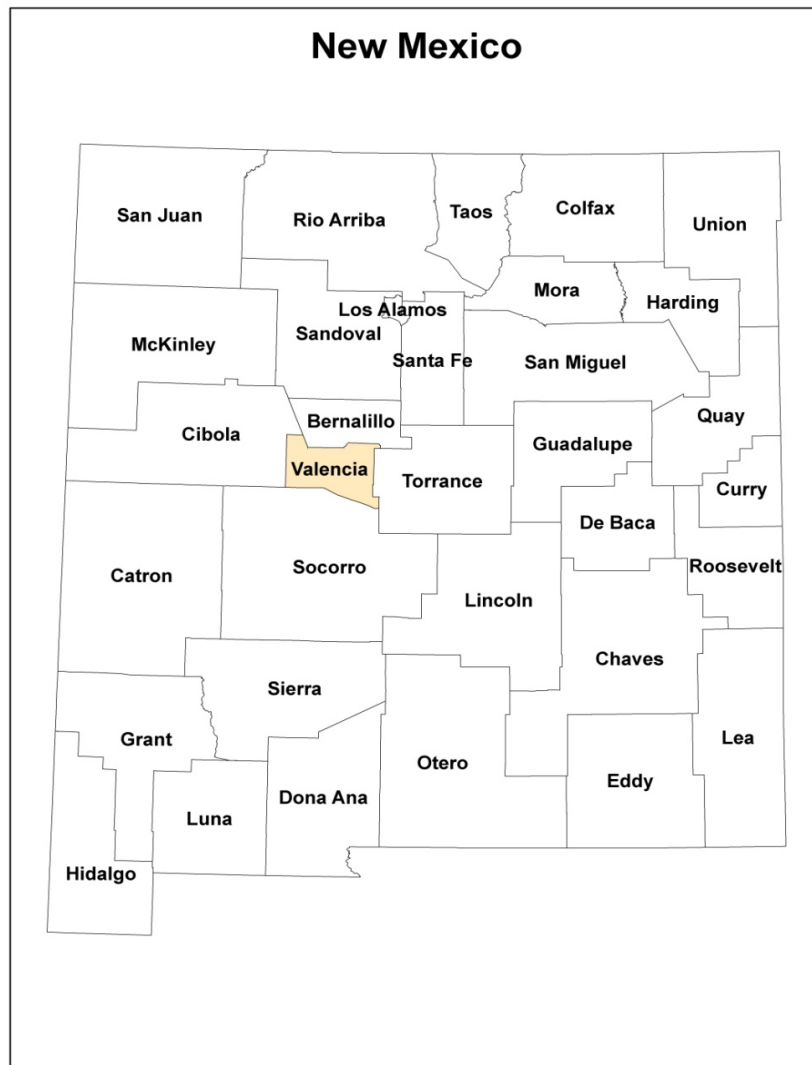 New Mexico
San Juan
Rio Arriba
Taos
Colfax
Union
Mora
Harding
Los Alamos
Sandoval
McKinley
Santa Fe
San Miguel
Bernalillo
Quay
Cibola
Guadalupe
Valencia
Torrance
Curry
De Baca
Roosevelt
Socorro
Catron
Lincoln
Chaves
Sierra
Grant
Lea
Otero
Eddy
Dona Ana
Luna
Hidalgo